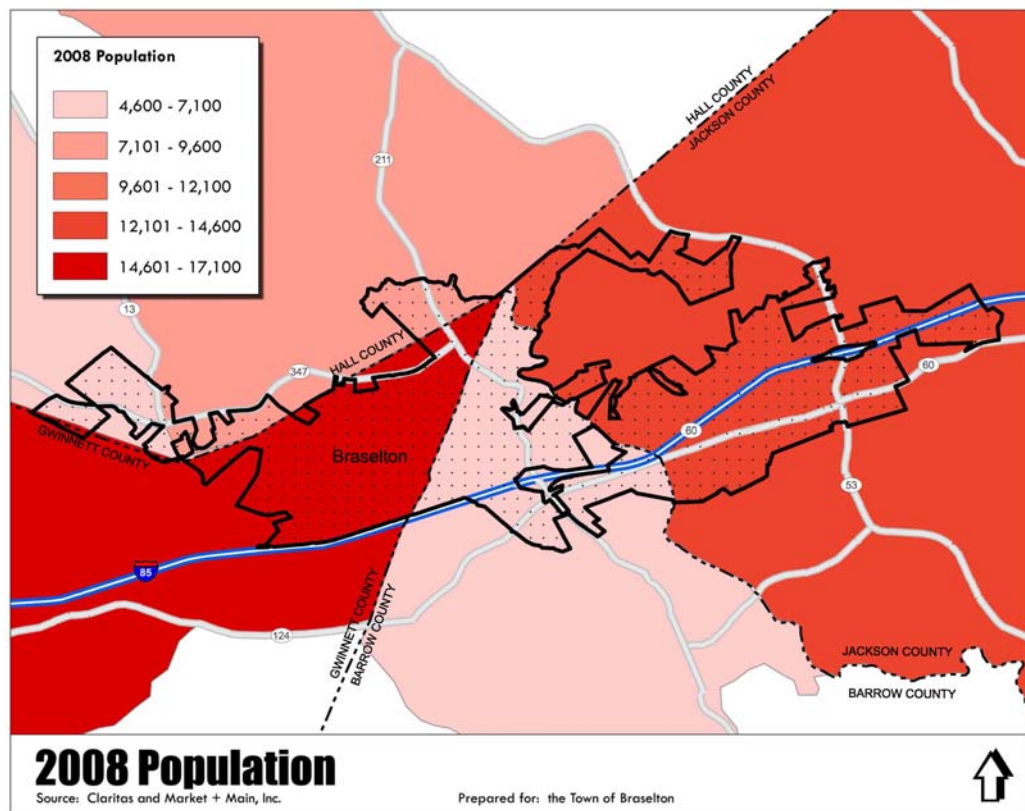 2008 Population
4,600 - 7,100
7,101 - 9,600
9,601 - 12,100
12,101 - 14,600
14,601 - 17,100
HALL COUNTY
JACKSON COUNTY
211
13
HALL COUNTY
347
GWINNETT COUNTY
Braselton
60
60
53
85
124
GWINNETT COUNTY
BARROW COUNTY
JACKSON COUNTY
BARROW COUNTY
2008 Population
Source: Claritas and Market + Main, Inc.
Prepared for: the Town of Braselton